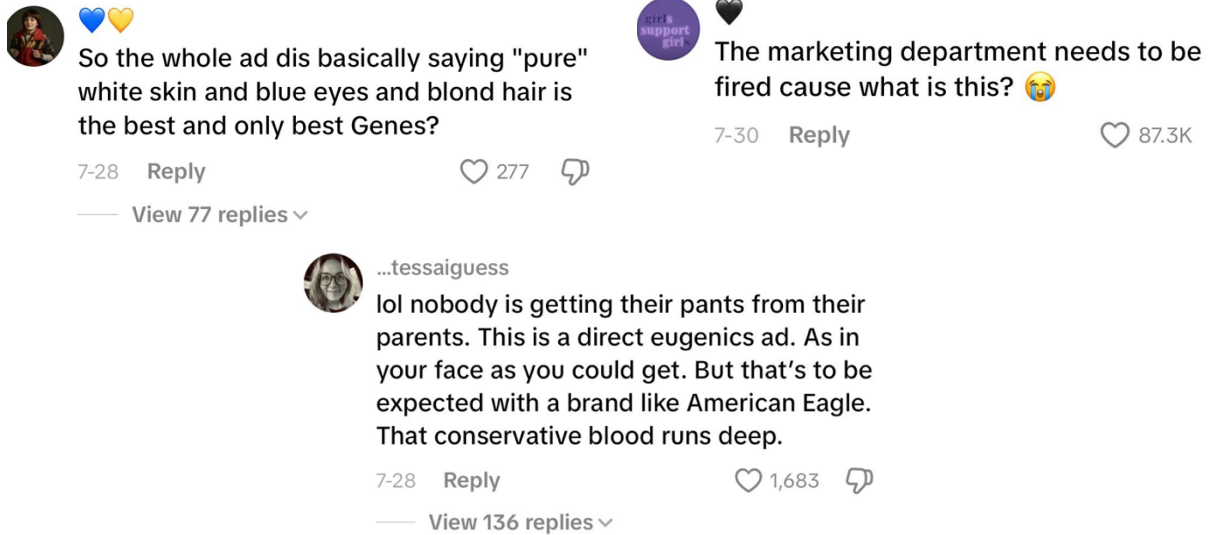 💙💛
So the whole ad dis basically saying "pure"
white skin and blue eyes and blond hair is
the best and only best Genes?
7-28 Reply 277
View 77 replies
girls
support
girls
🖤
The marketing department needs to be
fired cause what is this? 😭
7-30 Reply 87.3K
...tessaiguess
lol nobody is getting their pants from their
parents. This is a direct eugenics ad. As in
your face as you could get. But that's to be
expected with a brand like American Eagle.
That conservative blood runs deep.
7-28 Reply 1,683
View 136 replies